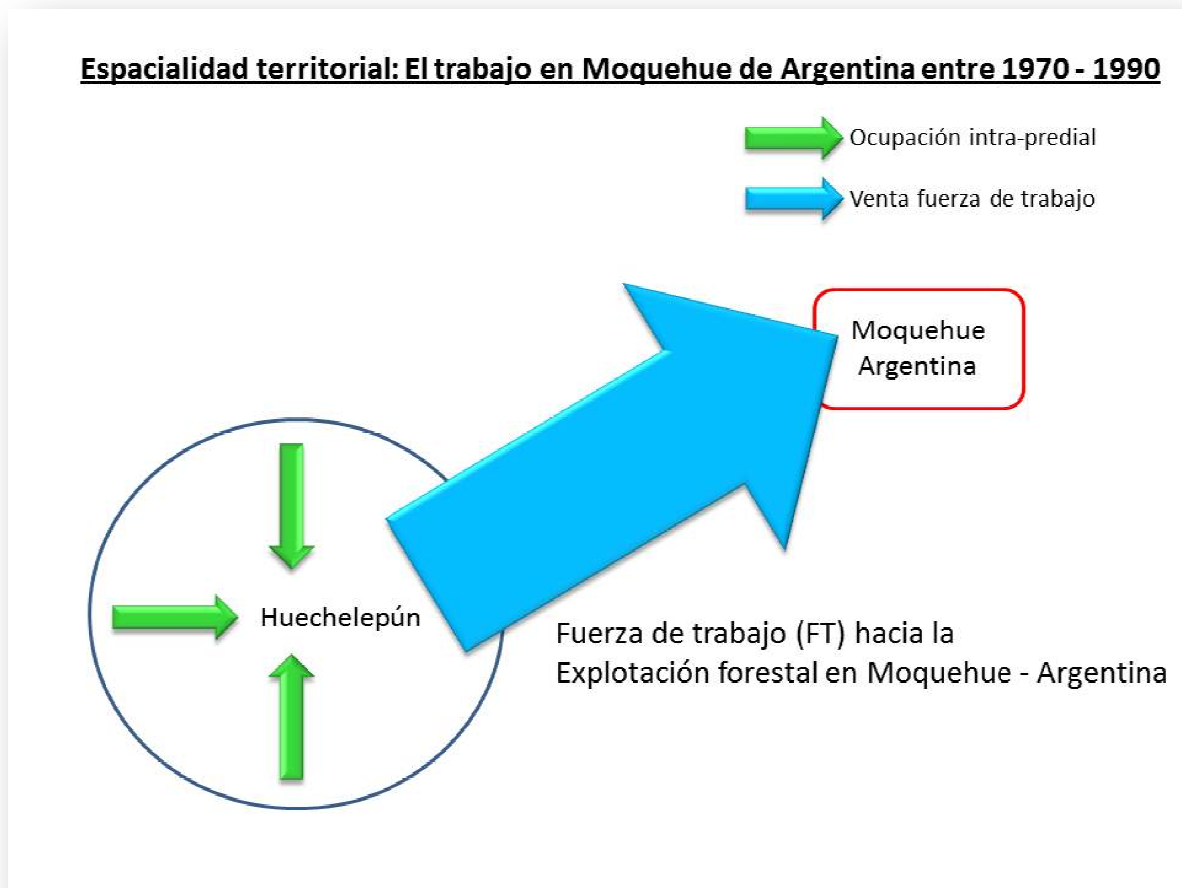 Espacialidad territorial: El trabajo en Moquehue de Argentina entre 1970 - 1990
Ocupación intra-predial
Venta fuerza de trabajo
Moquehue
Argentina
Huechelepún
Fuerza de trabajo (FT) hacia la
Explotación forestal en Moquehue - Argentina